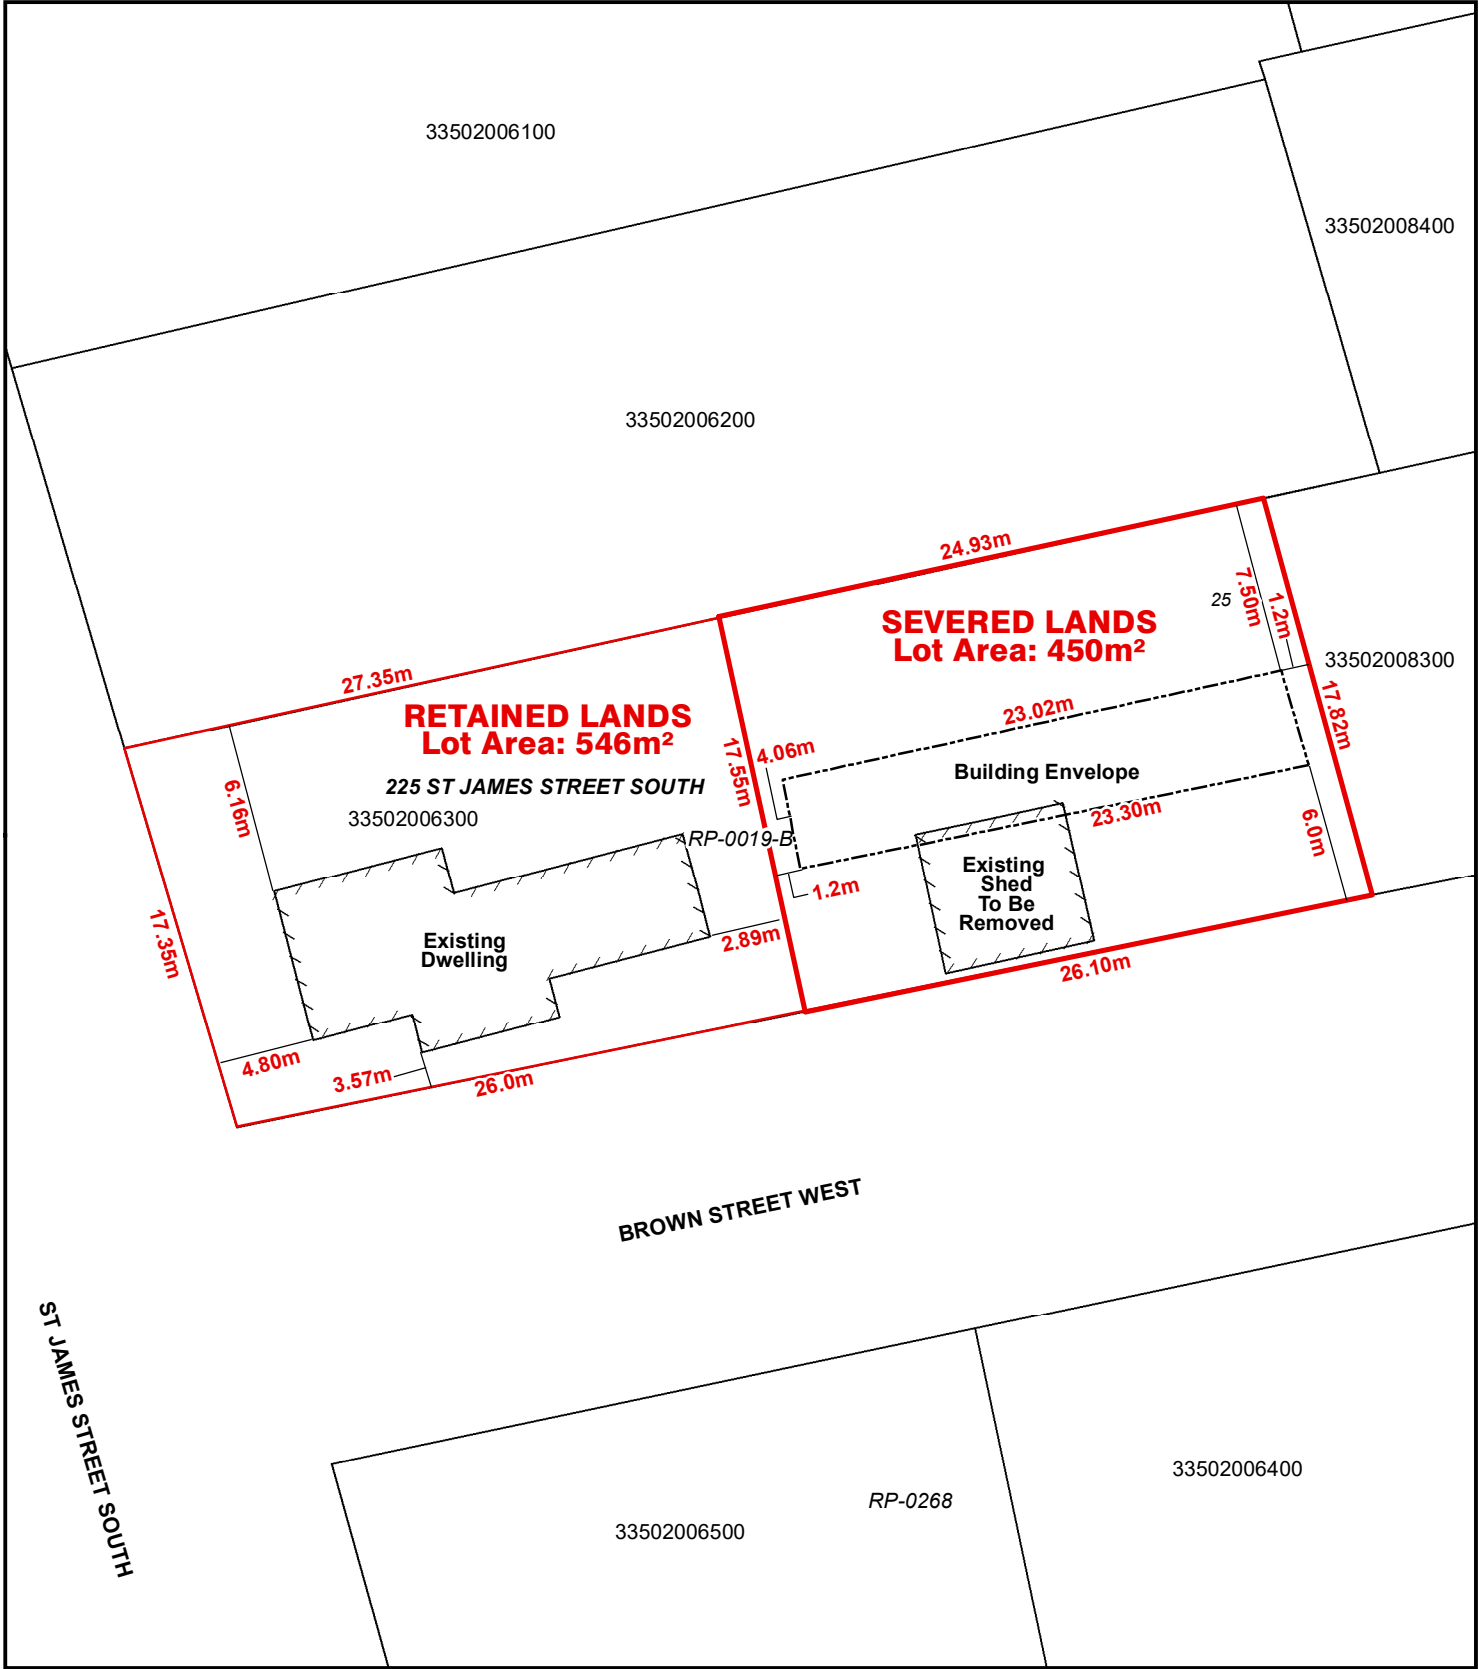 33502006100
33502008400
33502006200
24.93m
7.50m
1.2m
25
SEVERED LANDS
Lot Area: 450m²
33502008300
27.35m
17.82m
RETAINED LANDS
Lot Area: 546m²
23.02m
17.55m
4.06m
225 ST JAMES STREET SOUTH
Building Envelope
6.16m
33502006300
23.30m
6.0m
RP-0019-B
Existing
Shed
To Be
Removed
1.2m
17.35m
Existing
Dwelling
2.89m
26.10m
4.80m
3.57m
26.0m
BROWN STREET WEST
ST JAMES STREET SOUTH
33502006400
RP-0268
33502006500